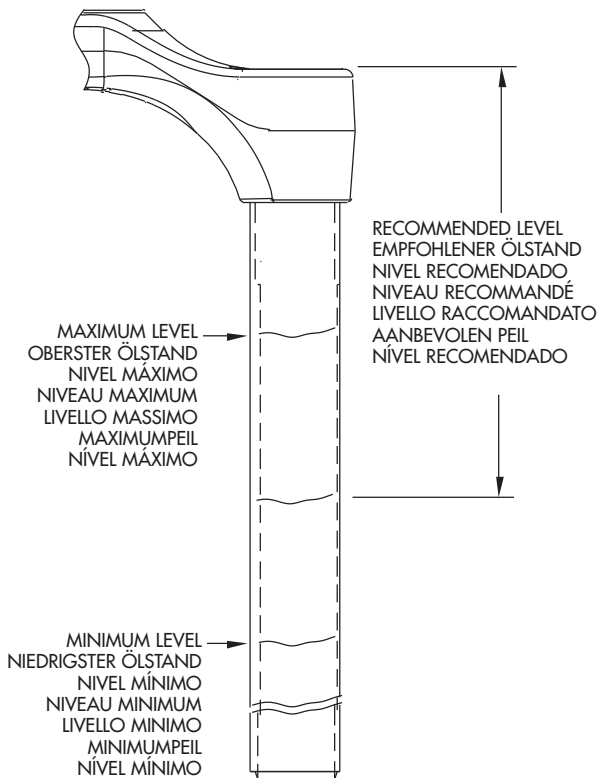 RECOMMENDED LEVEL
EMPFOHLENER ÖLSTAND
NIVEL RECOMENDADO
NIVEAU RECOMMANDÉ
LIVELLO RACCOMANDATO
AANBEVOLEN PEIL
NÍVEL RECOMENDADO
MAXIMUM LEVEL
OBERSTER ÖLSTAND
NIVEL MÁXIMO
NIVEAU MAXIMUM
LIVELLO MASSIMO
MAXIMUMPEIL
NÍVEL MÁXIMO
MINIMUM LEVEL
NIEDRIGSTER ÖLSTAND
NIVEL MÍNIMO
NIVEAU MINIMUM
LIVELLO MINIMO
MINIMUMPEIL
NÍVEL MÍNIMO